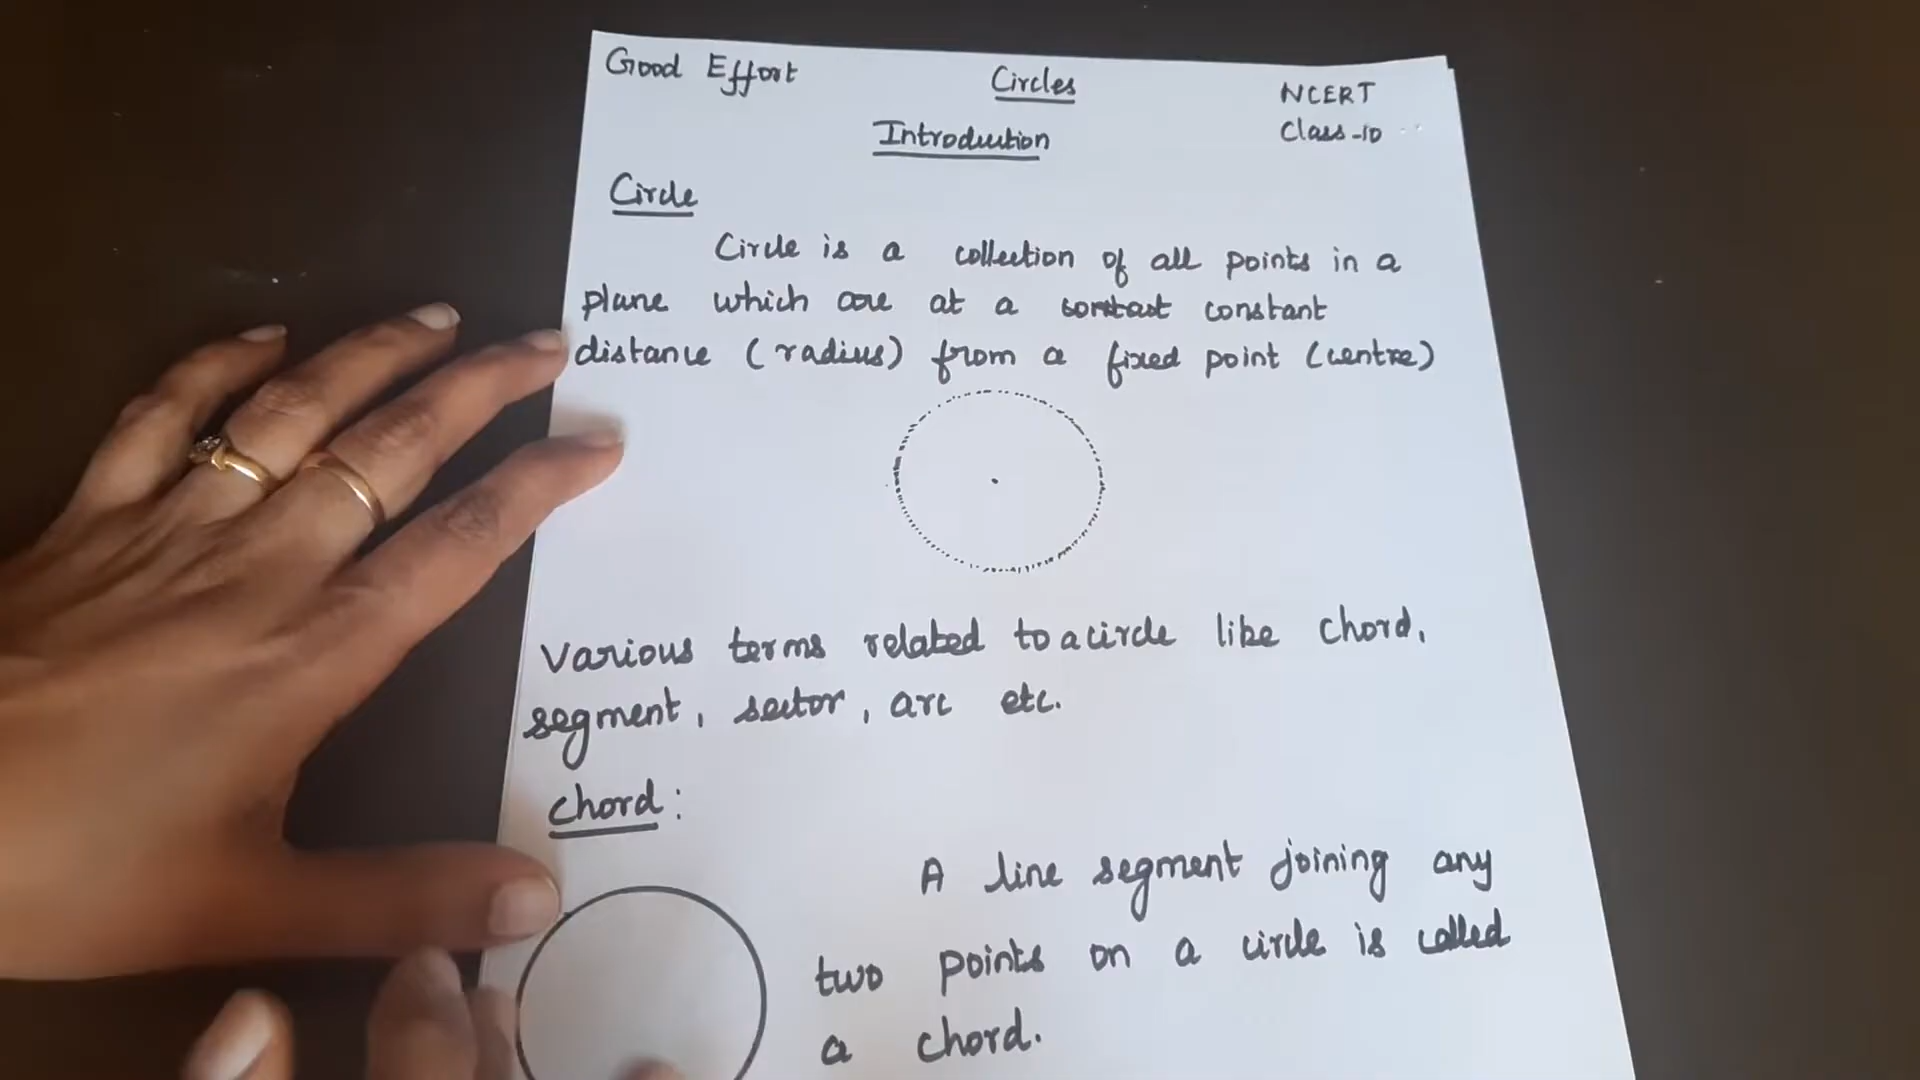 Good Effort
Circles
NCERT
Class-10
Introduction
Circle
Circle is a collection of all points in a
plane which are at a constant
distance (radius) from a fixed point (centre)
Various terms related to a circle like chord,
segment, sector, arc etc.
Chord:
A line segment joining any
two points on a circle is called
a chord.